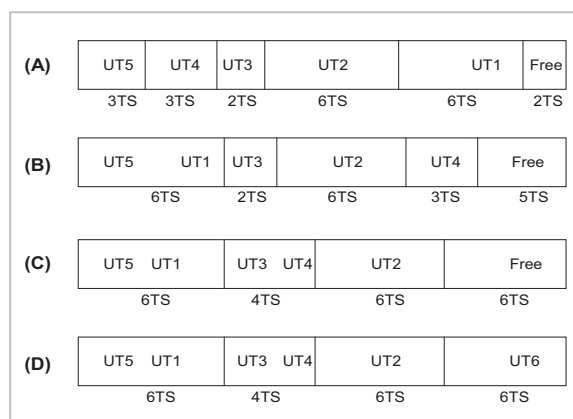 (A) UT5 UT4 UT3 UT2 UT1 Free
3TS 3TS 2TS 6TS 6TS 2TS
(B) UT5 UT1 UT3 UT2 UT4 Free
6TS 2TS 6TS 3TS 5TS
(C) UT5 UT1 UT3 UT4 UT2 Free
6TS 4TS 6TS 6TS
(D) UT5 UT1 UT3 UT4 UT2 UT6
6TS 4TS 6TS 6TS